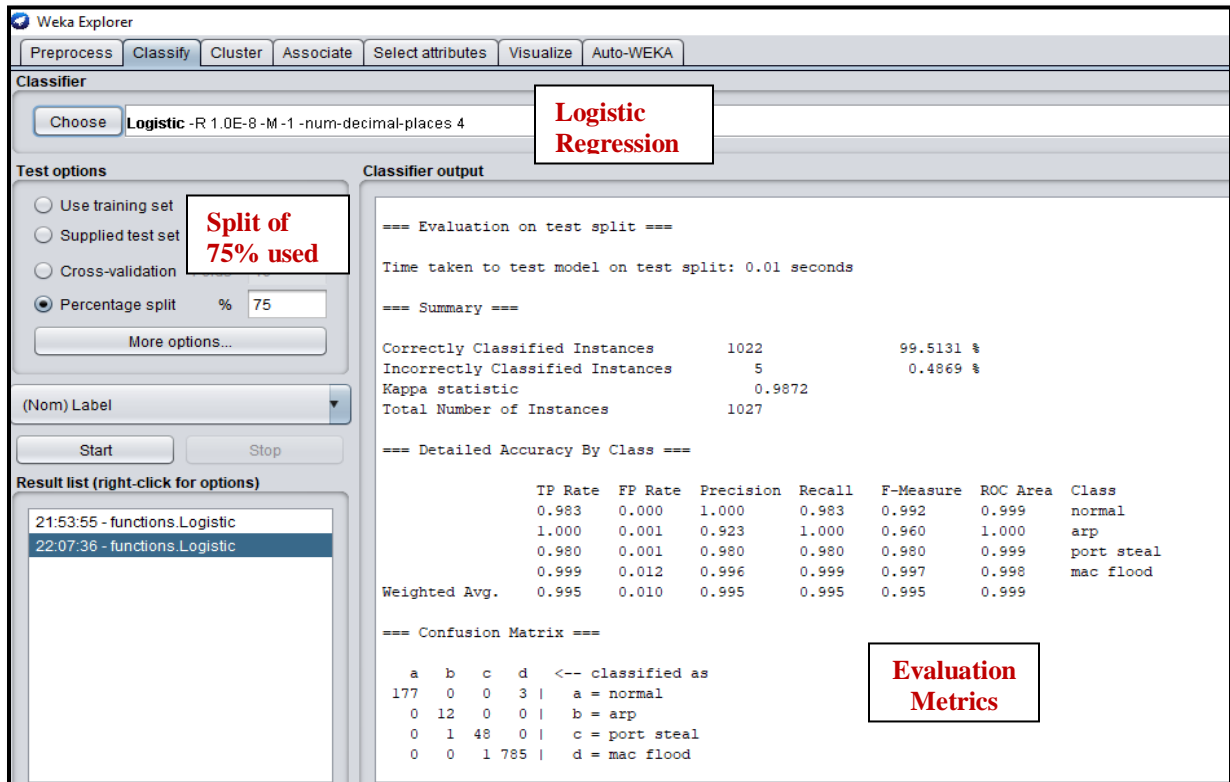 Weka Explorer
Preprocess Classify Cluster Associate Select attributes Visualize Auto-WEKA
Classifier
Choose Logistic -R 1.0E-8 -M -1 -num-decimal-places 4
Logistic
Regression
Test options
Use training set
Supplied test set
Cross-validation
Percentage split % 75
More options...
Split of
75% used
(Nom) Label
Start Stop
Result list (right-click for options)
21:53:55 - functions.Logistic
22:07:36 - functions.Logistic
Classifier output
=== Evaluation on test split ===
Time taken to test model on test split: 0.01 seconds
=== Summary ===
Correctly Classified Instances 1022 99.5131 %
Incorrectly Classified Instances 5 0.4869 %
Kappa statistic 0.9872
Total Number of Instances 1027
=== Detailed Accuracy By Class ===
TP Rate FP Rate Precision Recall F-Measure ROC Area Class
0.983 0.000 1.000 0.983 0.992 0.999 normal
1.000 0.001 0.923 1.000 0.960 1.000 arp
0.980 0.001 0.980 0.980 0.980 0.999 port steal
0.999 0.012 0.996 0.999 0.997 0.998 mac flood
Weighted Avg. 0.995 0.010 0.995 0.995 0.995 0.999
=== Confusion Matrix ===
a b c d <-- classified as
177 0 0 3 | a = normal
0 12 0 0 | b = arp
0 1 48 0 | c = port steal
0 0 1 785 | d = mac flood
Evaluation
Metrics